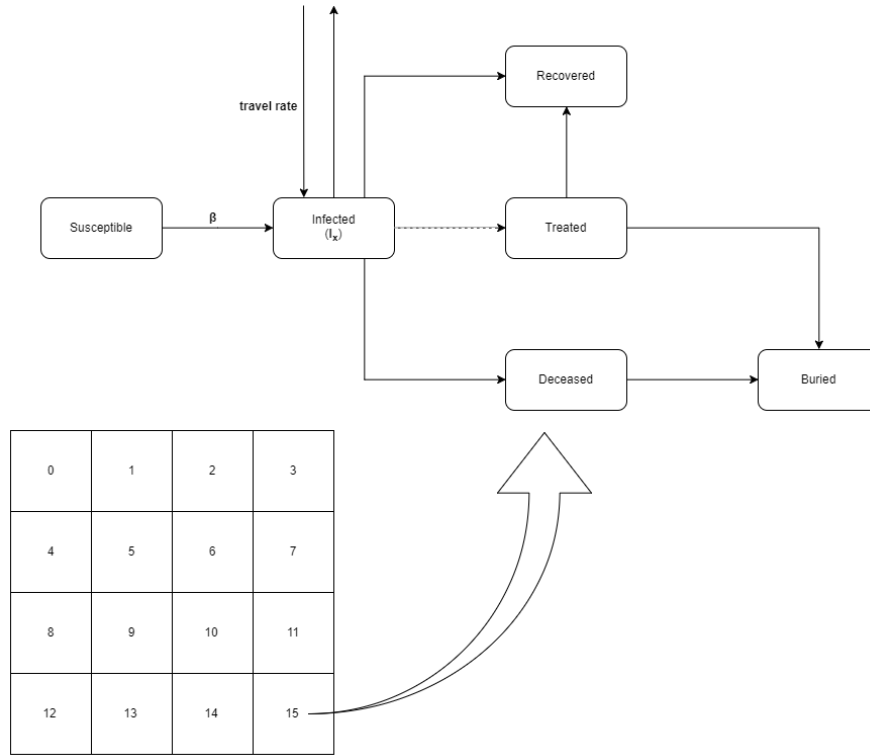 Recovered
travel rate
Susceptible
β
Infected
(Iₓ)
Treated
Deceased
Buried
0 1 2 3
4 5 6 7
8 9 10 11
12 13 14 15